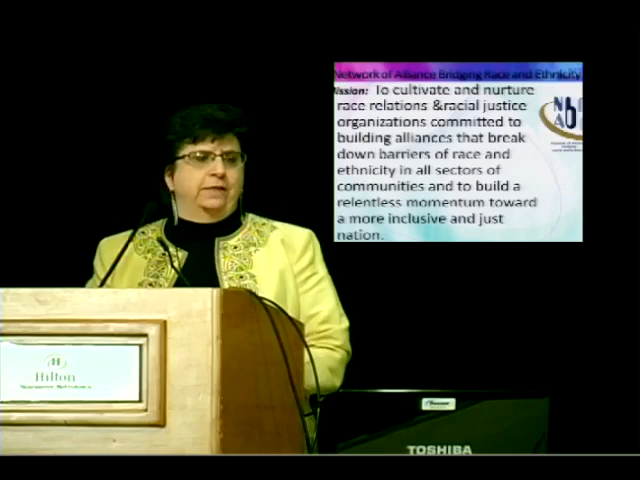 Network of Alliance Bridging Race and Ethnicity
ission: To cultivate and nurture
race relations &racial justice
organizations committed to
building alliances that break
down barriers of race and
ethnicity in all sectors of
communities and to build a
relentless momentum toward
a more inclusive and just
nation.
Hilton
TOSHIBA